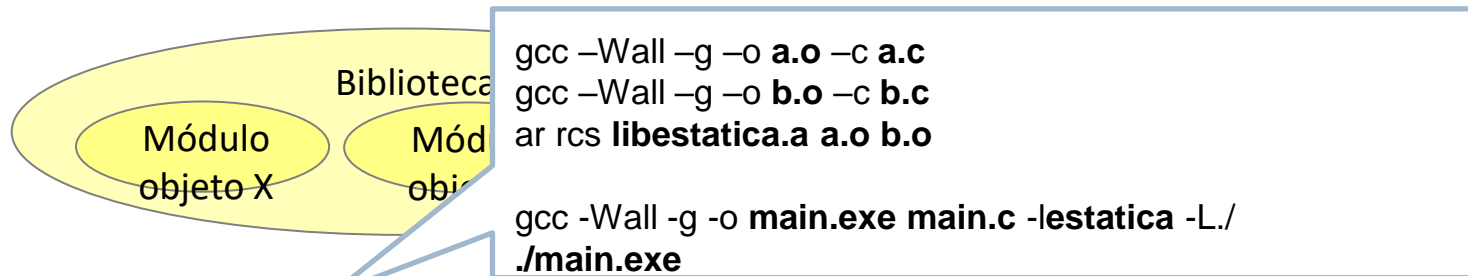 Biblioteca
Módulo
objeto X
gcc –Wall –g –o a.o –c a.c
gcc –Wall –g –o b.o –c b.c
ar rcs libestatica.a a.o b.o
gcc -Wall -g -o main.exe main.c -lestatica -L./
./main.exe